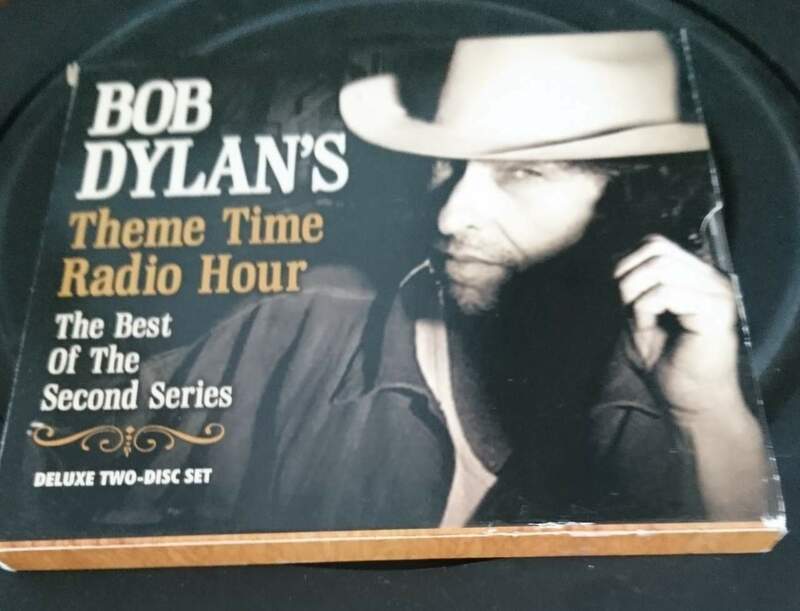 BOB
DYLAN'S
Theme Time
Radio Hour
The Best
Of The
Second Series
DELUXE TWO-DISC SET